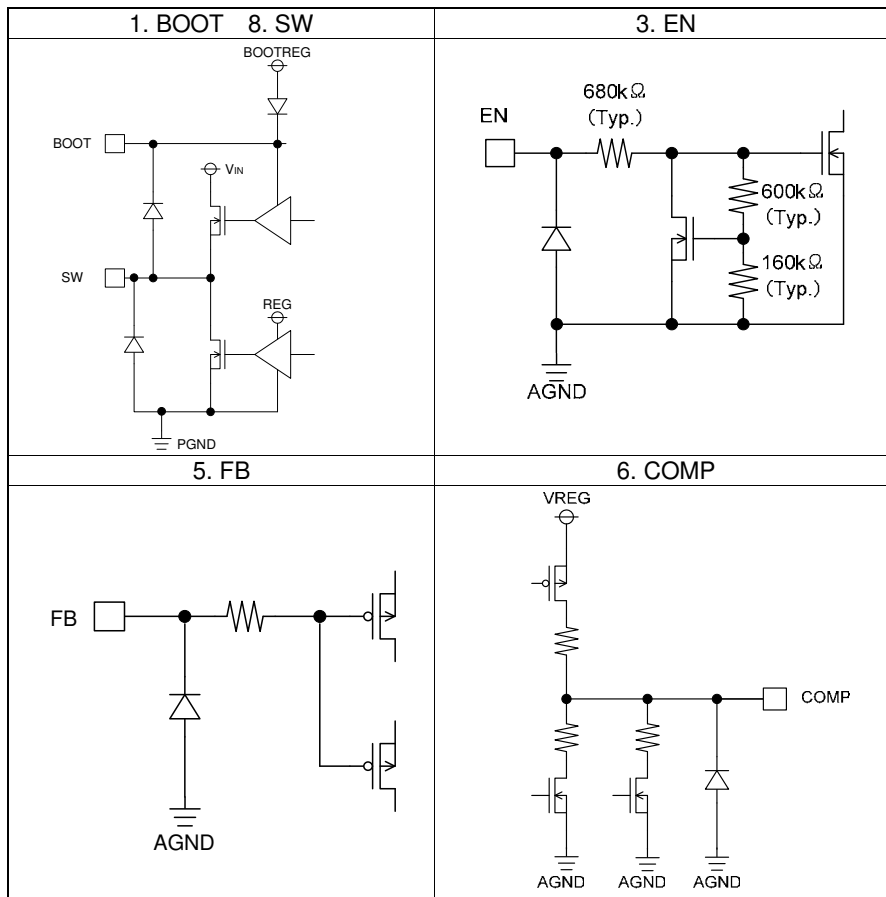 1. BOOT 8. SW
BOOTREG
BOOT
VIN
SW
REG
PGND
3. EN
680kΩ
(Typ.)
EN
600kΩ
(Typ.)
160kΩ
(Typ.)
AGND
5. FB
FB
AGND
6. COMP
VREG
COMP
AGND AGND AGND